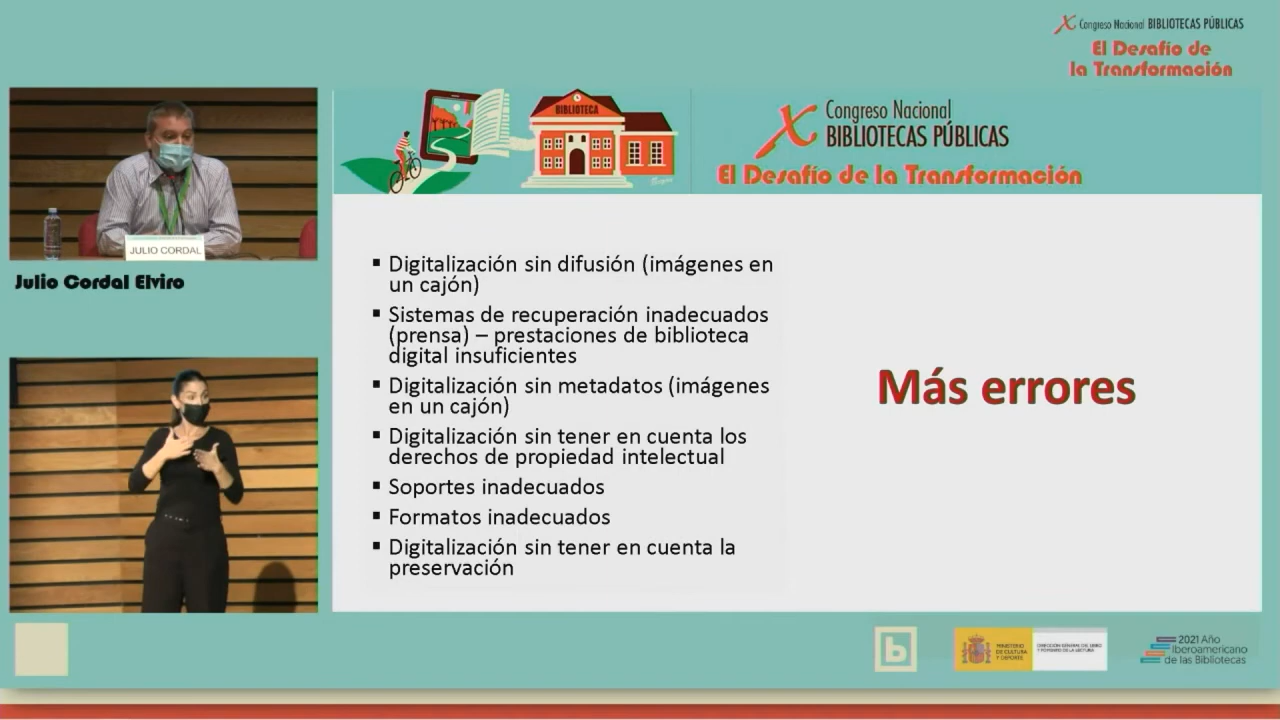 Congreso Nacional BIBLIOTECAS PÚBLICAS
El Desafío de
la Transformación
BIBLIOTECA
X Congreso Nacional
BIBLIOTECAS PÚBLICAS
El Desafío de la Transformación
JULIO CORDAL
Julio Cordal Elviro
▪ Digitalización sin difusión (imágenes en
un cajón)
▪ Sistemas de recuperación inadecuados
(prensa) – prestaciones de biblioteca
digital insuficientes
▪ Digitalización sin metadatos (imágenes
en un cajón)
▪ Digitalización sin tener en cuenta los
derechos de propiedad intelectual
▪ Soportes inadecuados
▪ Formatos inadecuados
▪ Digitalización sin tener en cuenta la
preservación
Más errores
b
MINISTERIO
DE CULTURA
Y DEPORTE
DIRECCIÓN GENERAL DEL LIBRO
Y FOMENTO DE LA LECTURA
2021 Año
Iberoamericano
de las Bibliotecas